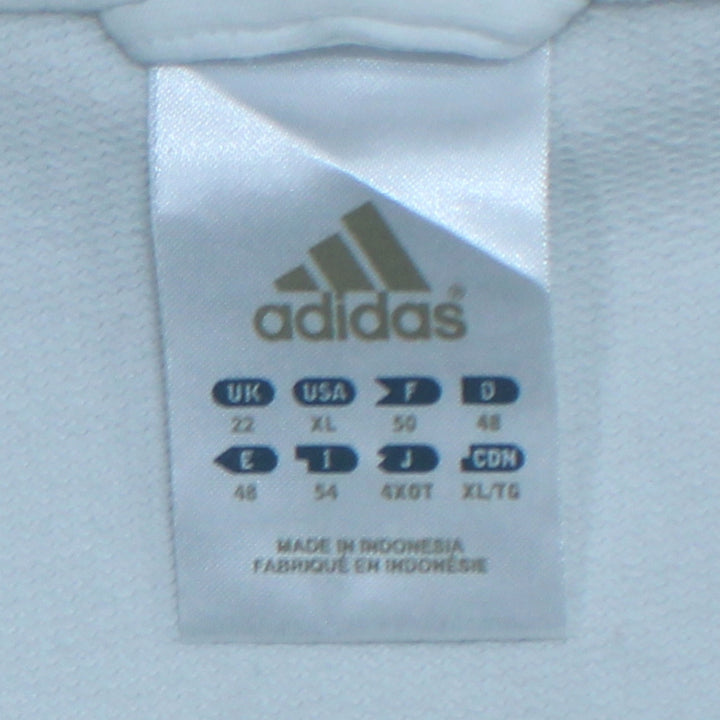 adidas®
UK USA F D
22 XL 50 48
E I J CDN
48 54 4XOT XL/TG
MADE IN INDONESIA
FABRIQUÉ EN INDONÉSIE